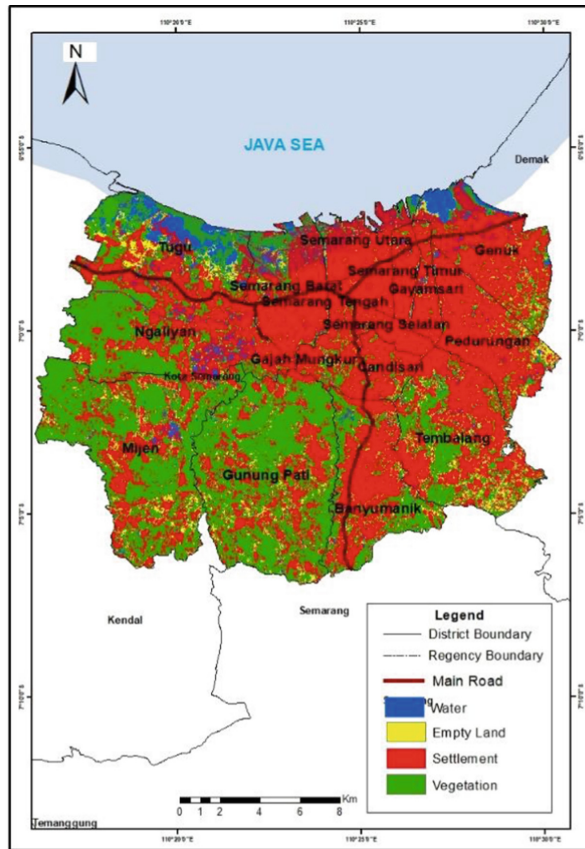 N
JAVA SEA
Demak
Tugu
Semarang Utara
Genuk
Semarang Timur
Semarang Barat
Gayamsari
Semarang Tengah
Semarang Selatan
Ngaliyan
Pedurungan
Gajah Mungkur
Candisari
Mijen
Tembalang
Gunung Pati
Banyumanik
Kendal
Semarang
Legend
District Boundary
Regency Boundary
Main Road
Water
Empty Land
Settlement
Vegetation
Km
0 1 2 4 6 8
Temanggung